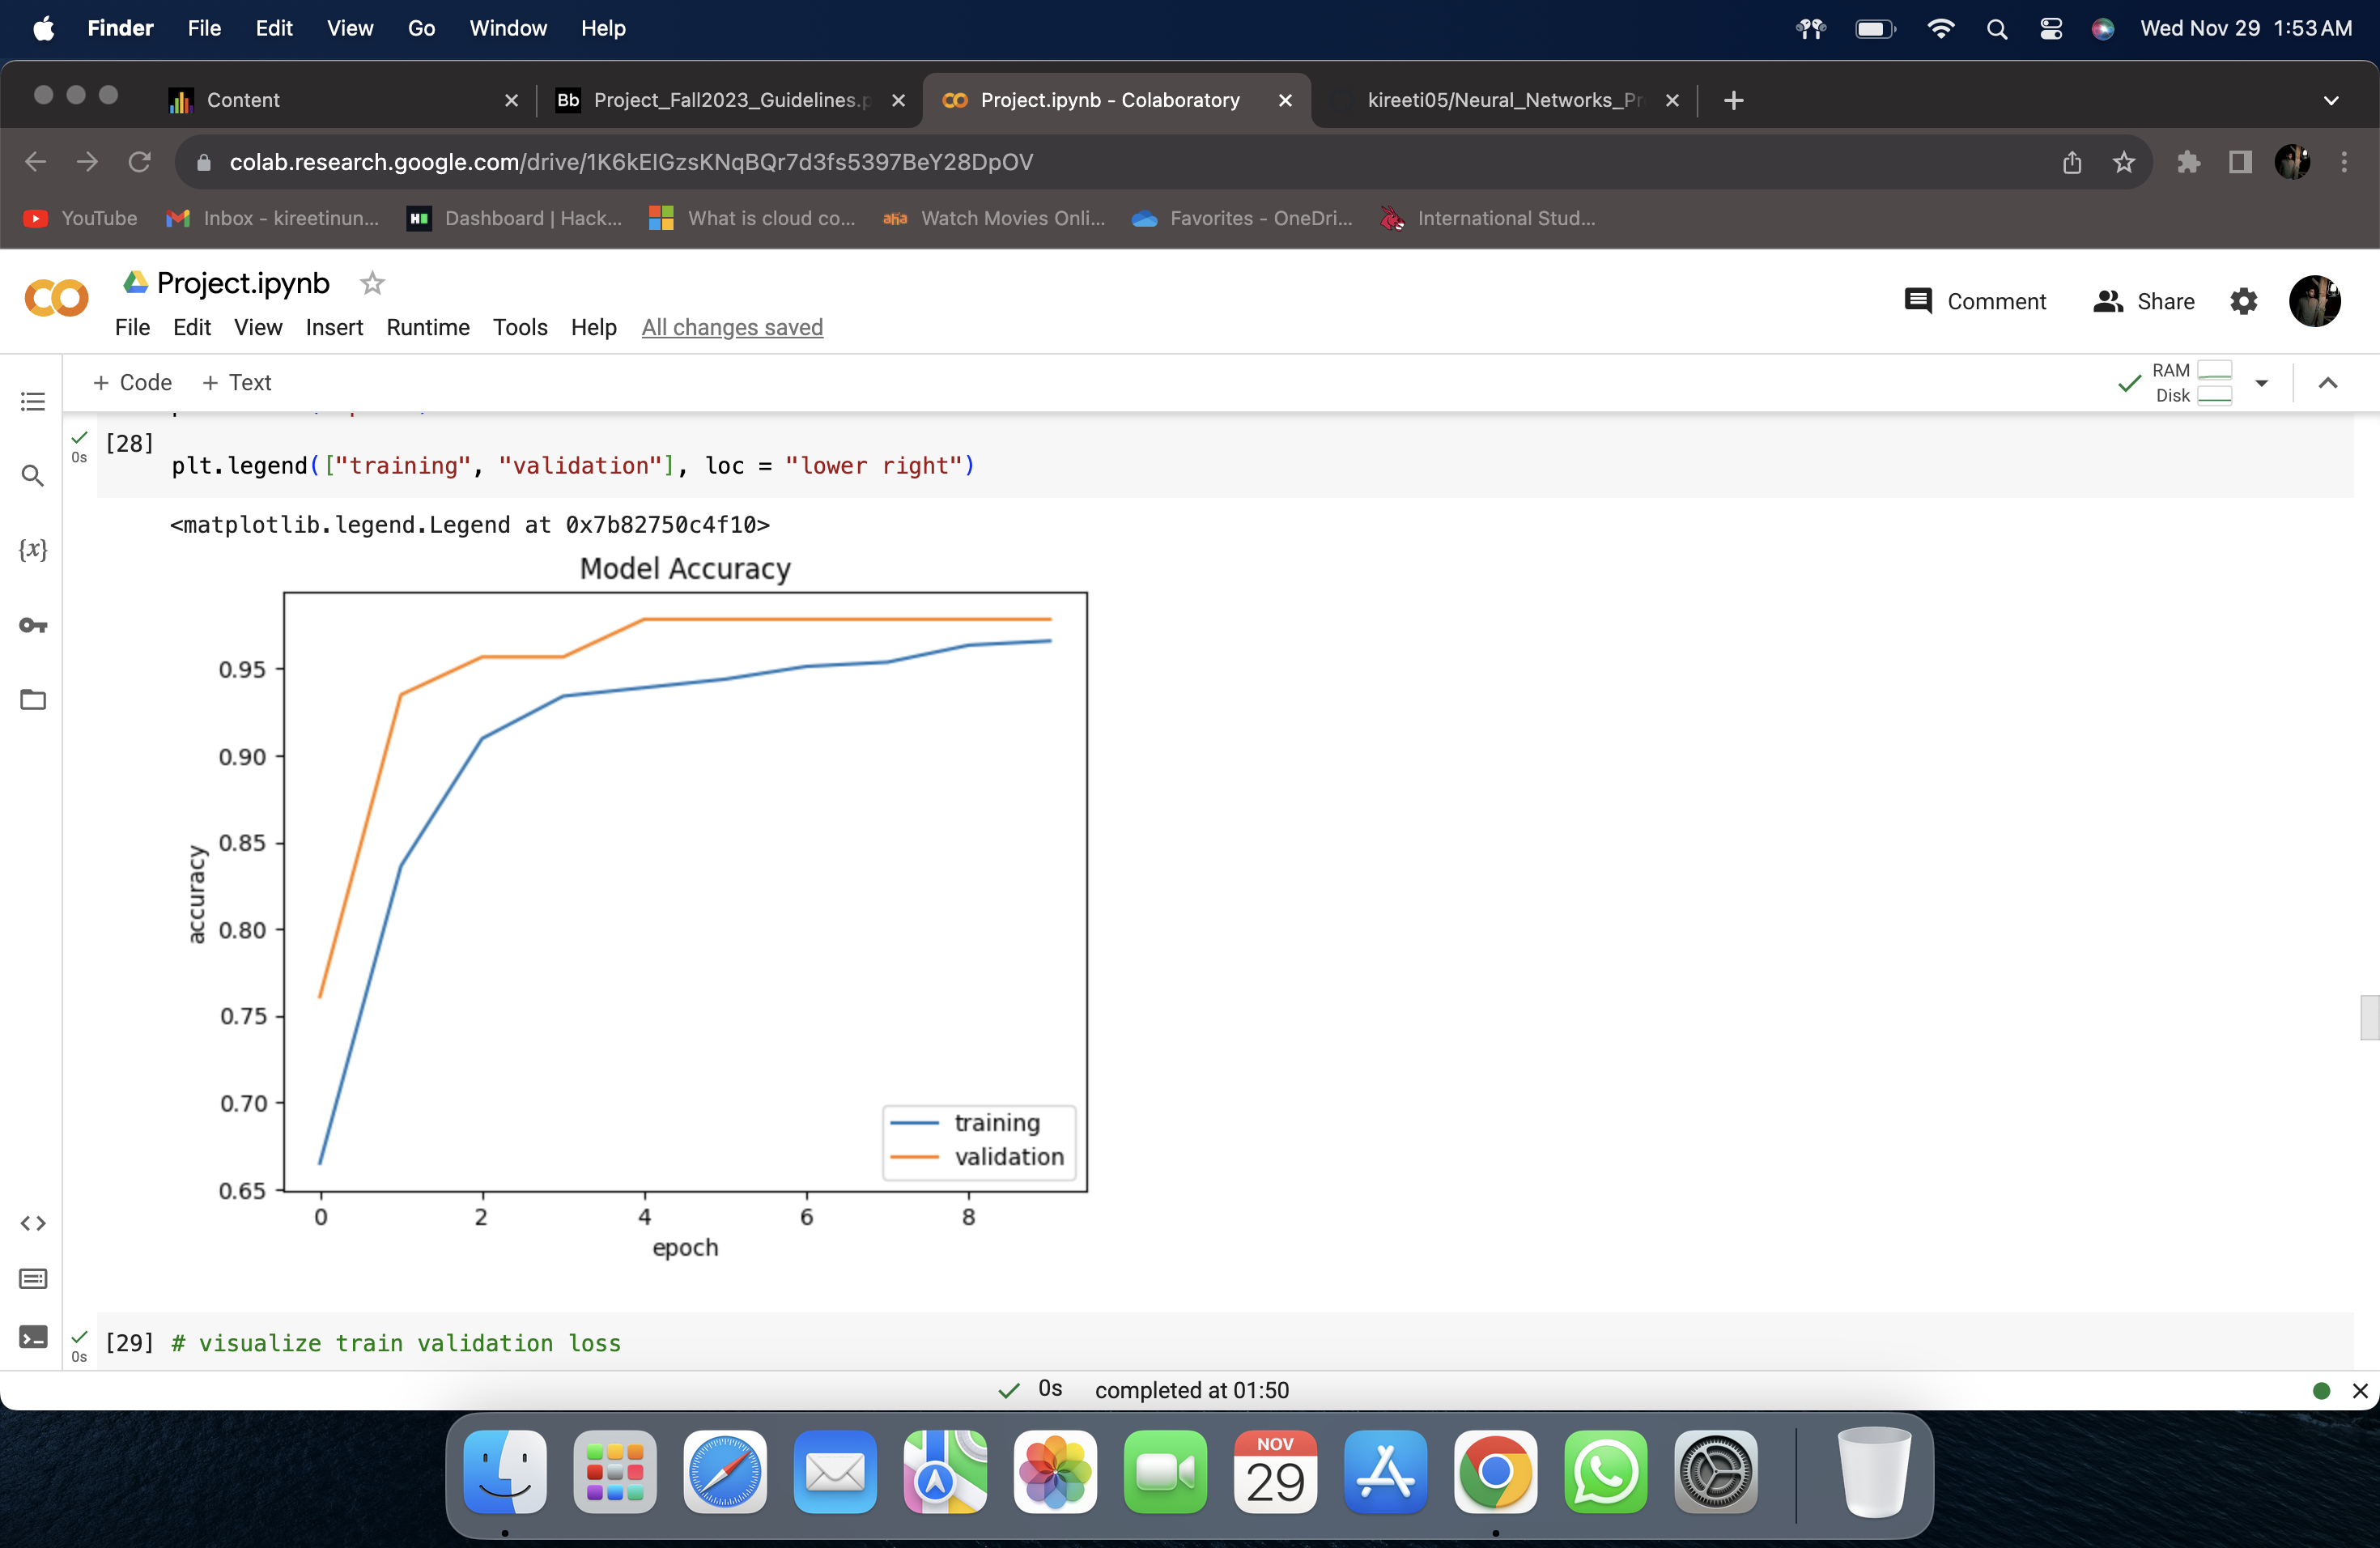 Finder File Edit View Go Window Help Wed Nov 29 1:53 AM
Content Project_Fall2023_Guidelines.p Project.ipynb - Colaboratory kireeti05/Neural_Networks_Pr
colab.research.google.com/drive/1K6kEIGzsKNqBQr7d3fs5397BeY28DpOV
YouTube Inbox - kireetinun... Dashboard | Hack... What is cloud co... Watch Movies Onli... Favorites - OneDri... International Stud...
Project.ipynb
File Edit View Insert Runtime Tools Help All changes saved
Comment Share
+ Code + Text
RAM
Disk
[28]
0s
plt.legend(["training", "validation"], loc = "lower right")
<matplotlib.legend.Legend at 0x7b82750c4f10>
Model Accuracy
0.95
0.90
0.85
0.80
0.75
0.70
0.65
accuracy
training
validation
0 2 4 6 8
epoch
[29] # visualize train validation loss
0s
0s completed at 01:50
NOV
29